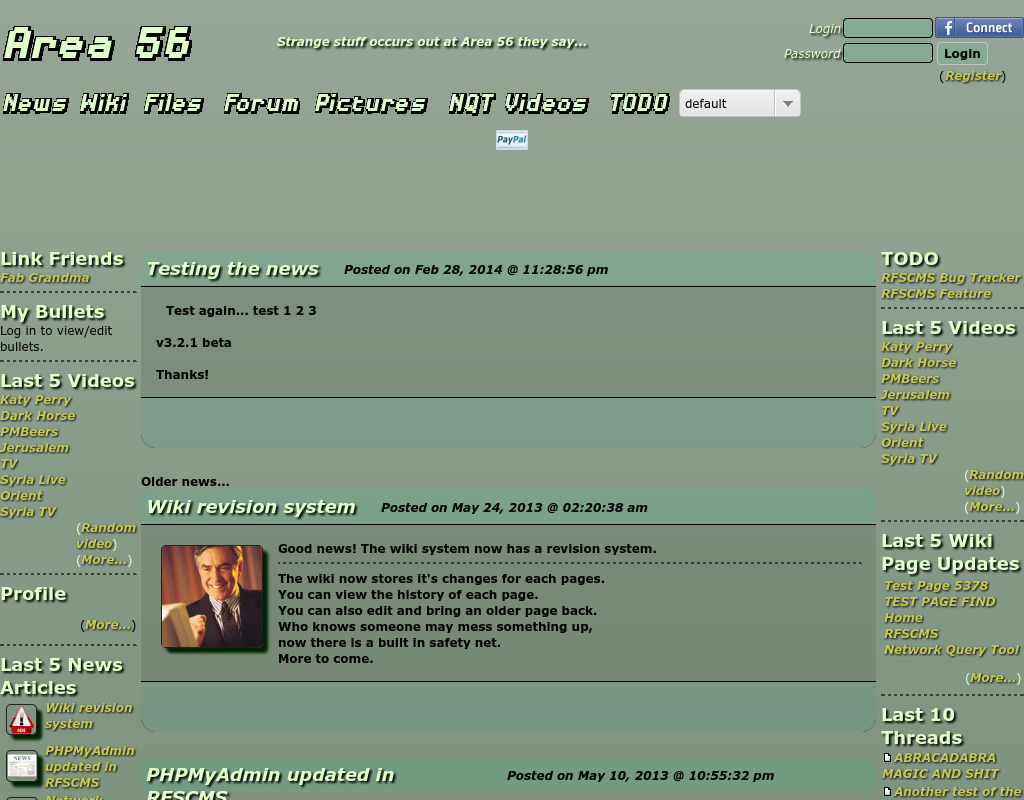 Area 56
Strange stuff occurs out at Area 56 they say...
Login
Connect
Password
Login
(Register)
News Wiki Files Forum Pictures NQT Videos TODO default
PayPal
Link Friends
Fab Grandma
My Bullets
Log in to view/edit
bullets.
Last 5 Videos
Katy Perry
Dark Horse
PMBeers
Jerusalem
TV
Syria Live
Orient
Syria TV
(Random
video)
(More...)
Profile
(More...)
Last 5 News
Articles
404
Wiki revision
system
NEWS
PHPMyAdmin
updated in
RFSCMS
Network
Testing the news Posted on Feb 28, 2014 @ 11:28:56 pm
Test again... test 1 2 3
v3.2.1 beta
Thanks!
Older news...
Wiki revision system Posted on May 24, 2013 @ 02:20:38 am
Good news! The wiki system now has a revision system.
The wiki now stores it's changes for each pages.
You can view the history of each page.
You can also edit and bring an older page back.
Who knows someone may mess something up,
now there is a built in safety net.
More to come.
PHPMyAdmin updated in Posted on May 10, 2013 @ 10:55:32 pm
RFSCMS
TODO
RFSCMS Bug Tracker
RFSCMS Feature
Last 5 Videos
Katy Perry
Dark Horse
PMBeers
Jerusalem
TV
Syria Live
Orient
Syria TV
(Random
video)
(More...)
Last 5 Wiki
Page Updates
Test Page 5378
TEST PAGE FIND
Home
RFSCMS
Network Query Tool
(More...)
Last 10
Threads
ABRACADABRA
MAGIC AND SHIT
Another test of the